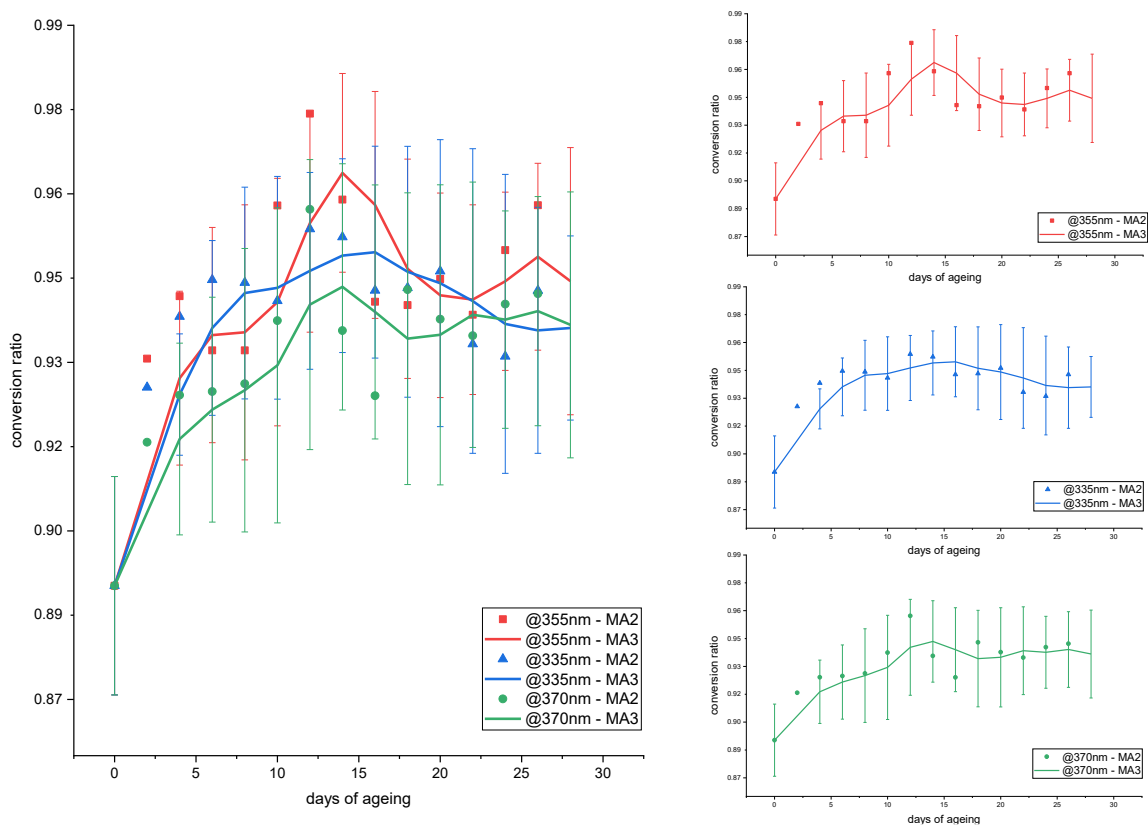 0.99
0.98
0.96
0.95
0.93
0.92
0.90
0.89
0.87
conversion ratio
@355nm - MA2
@355nm - MA3
@335nm - MA2
@335nm - MA3
@370nm - MA2
@370nm - MA3
0 5 10 15 20 25 30
days of ageing
0.99
0.98
0.96
0.95
0.93
0.92
0.90
0.89
0.87
conversion ratio
@355nm - MA2
@355nm - MA3
0 5 10 15 20 25 30
days of ageing
0.99
0.98
0.96
0.95
0.93
0.92
0.90
0.89
0.87
conversion ratio
@335nm - MA2
@335nm - MA3
0 5 10 15 20 25 30
days of ageing
0.99
0.98
0.96
0.95
0.93
0.92
0.90
0.89
0.87
conversion ratio
@370nm - MA2
@370nm - MA3
0 5 10 15 20 25 30
days of ageing